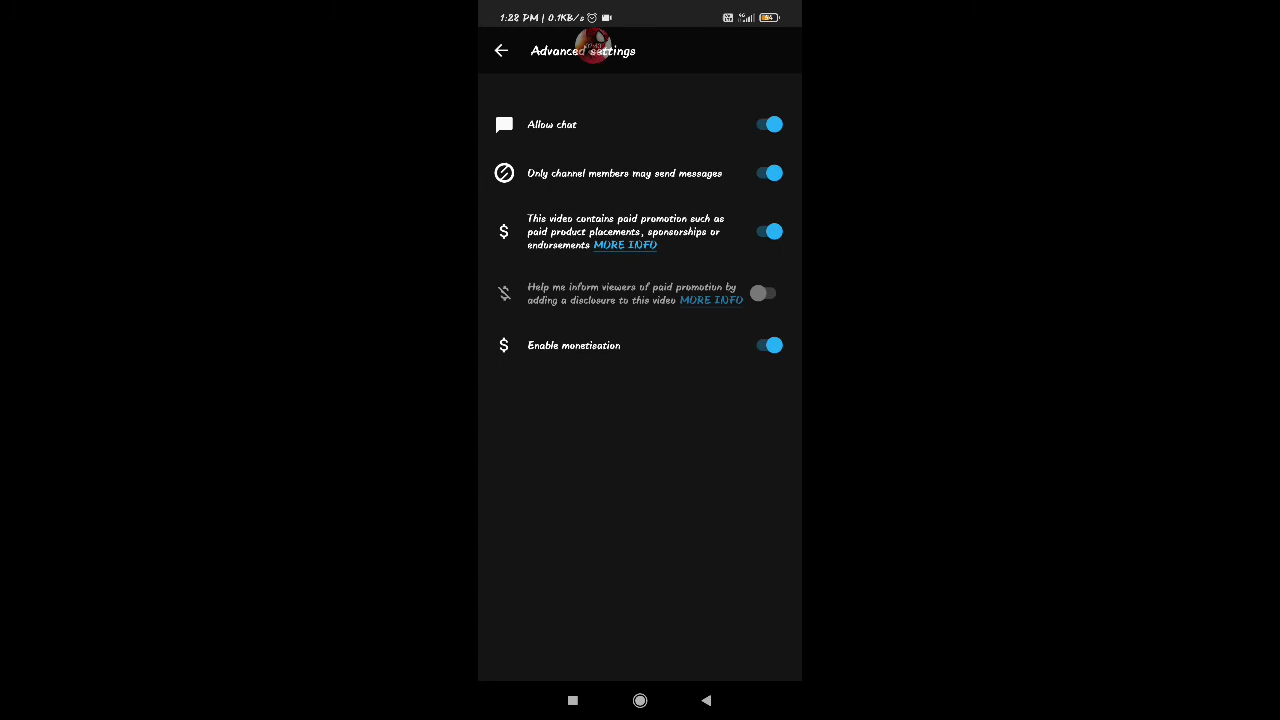 1:28 PM | 0.1KB/s
Advanced settings
Allow chat
Only channel members may send messages
This video contains paid promotion such as
paid product placements, sponsorships or
endorsements MORE INFO
Help me inform viewers of paid promotion by
adding a disclosure to this video MORE INFO
Enable monetisation